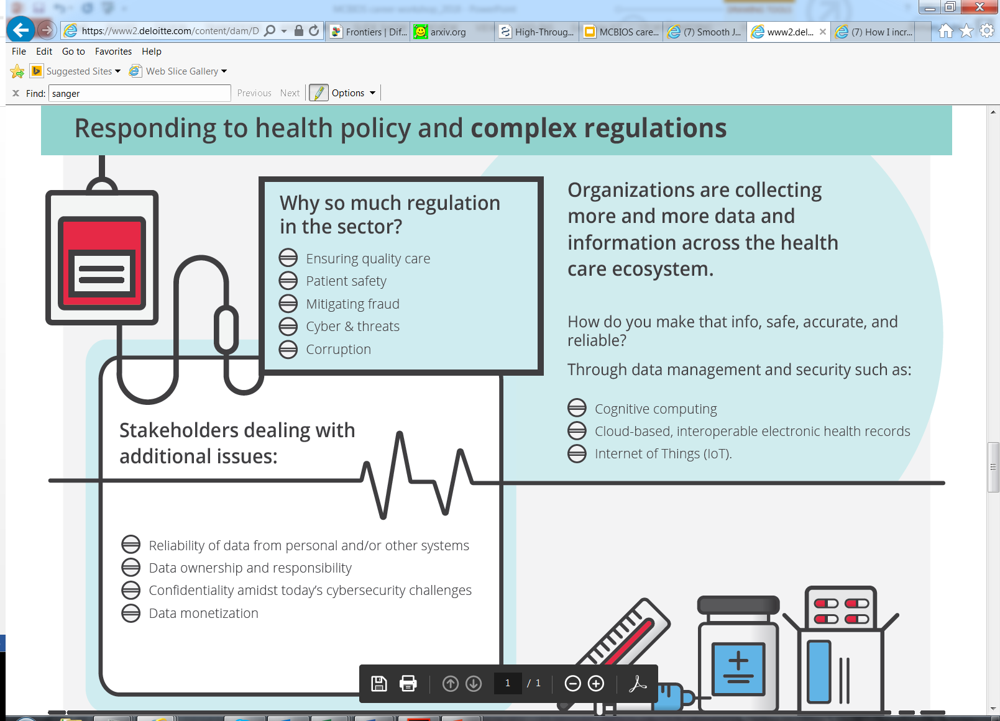 MCBIOS career workshop_2018 - PowerPoint
https://www2.deloitte.com/content/dam/D
Frontiers | Dif...
arxiv.org
High-Throug...
MCBIOS care...
(7) Smooth J...
www2.del...
(7) How I incr...
File Edit Go to Favorites Help
Suggested Sites
Web Slice Gallery
x Find: sanger Previous Next Options
Responding to health policy and complex regulations
Why so much regulation
in the sector?
Ensuring quality care
Patient safety
Mitigating fraud
Cyber & threats
Corruption
Organizations are collecting
more and more data and
information across the health
care ecosystem.
How do you make that info, safe, accurate, and
reliable?
Through data management and security such as:
Cognitive computing
Cloud-based, interoperable electronic health records
Internet of Things (IoT).
Stakeholders dealing with
additional issues:
Reliability of data from personal and/or other systems
Data ownership and responsibility
Confidentiality amidst today's cybersecurity challenges
Data monetization
1 / 1